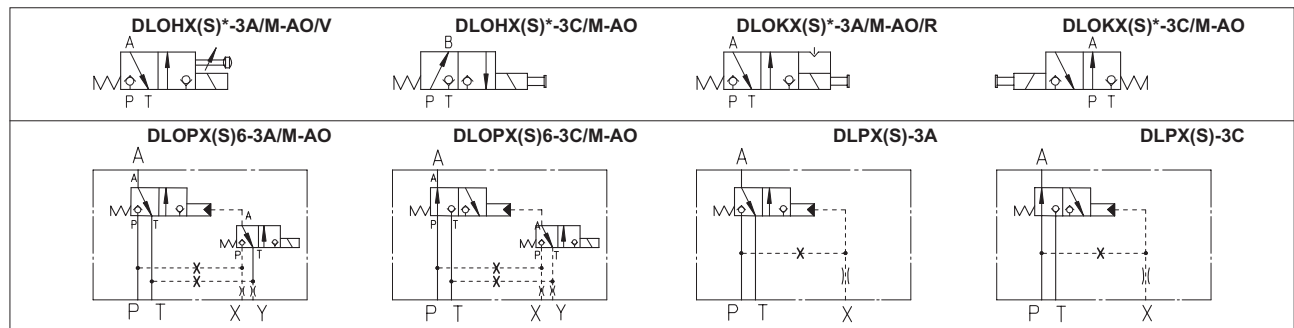 DLOHX(S)*-3A/M-AO/V DLOHX(S)*-3C/M-AO DLOKX(S)*-3A/M-AO/R DLOKX(S)*-3C/M-AO
A B A A
P T P T P T P T
DLOPX(S)6-3A/M-AO DLOPX(S)6-3C/M-AO DLPX(S)-3A DLPX(S)-3C
A A A A
A A
P T P T
A A
P T P T
P T X Y P T X Y P T X P T X